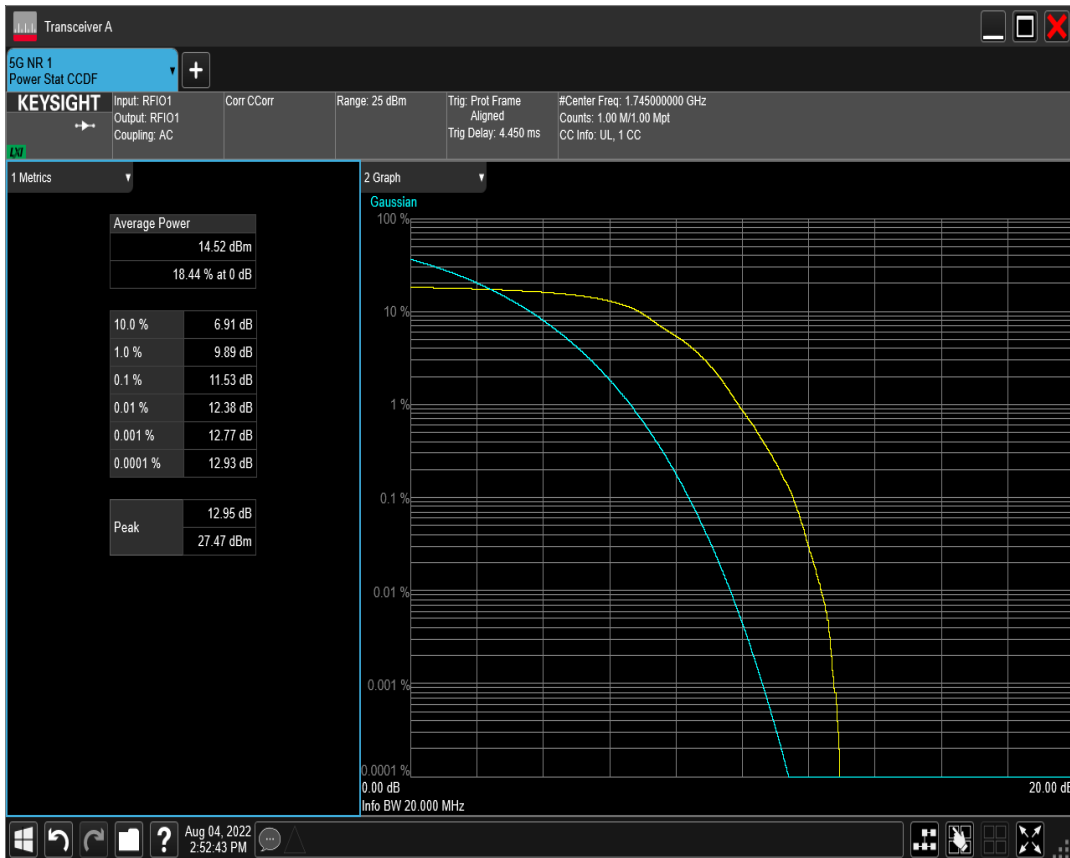 Transceiver A
5G NR 1
Power Stat CCDF
+
KEYSIGHT
LXI
Input: RFIO1
Output: RFIO1
Coupling: AC
Corr CCorr
Range: 25 dBm
Trig: Prot Frame
Aligned
Trig Delay: 4.450 ms
#Center Freq: 1.745000000 GHz
Counts: 1.00 M/1.00 Mpt
CC Info: UL, 1 CC
1 Metrics
Average Power
14.52 dBm
18.44 % at 0 dB
10.0 % 6.91 dB
1.0 % 9.89 dB
0.1 % 11.53 dB
0.01 % 12.38 dB
0.001 % 12.77 dB
0.0001 % 12.93 dB
Peak
12.95 dB
27.47 dBm
2 Graph
Gaussian
100 %
10 %
1 %
0.1 %
0.01 %
0.001 %
0.0001 %
0.00 dB 20.00 dB
Info BW 20.000 MHz
?
Aug 04, 2022
2:52:43 PM